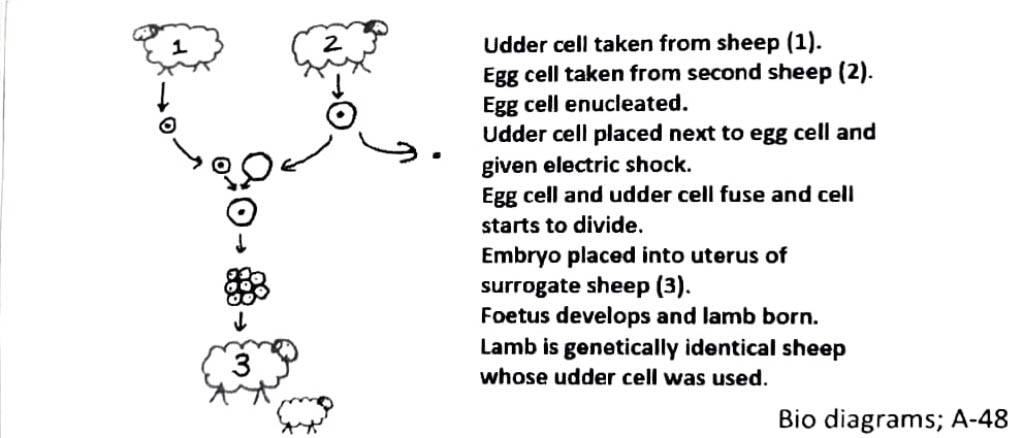 1
2
Udder cell taken from sheep (1).
Egg cell taken from second sheep (2).
Egg cell enucleated.
Udder cell placed next to egg cell and
given electric shock.
Egg cell and udder cell fuse and cell
starts to divide.
Embryo placed into uterus of
surrogate sheep (3).
Foetus develops and lamb born.
Lamb is genetically identical sheep
whose udder cell was used.
3
Bio diagrams; A-48